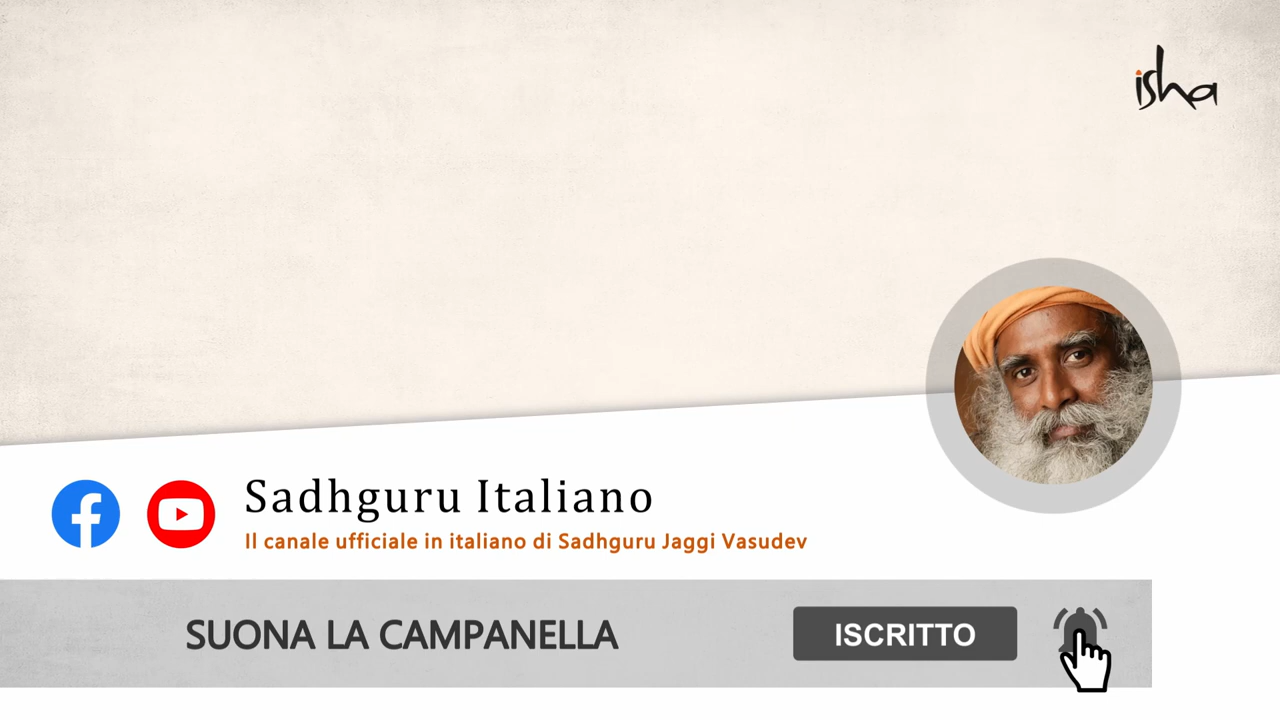 isha
Sadhguru Italiano
Il canale ufficiale in italiano di Sadhguru Jaggi Vasudev
SUONA LA CAMPANELLA
ISCRITTO